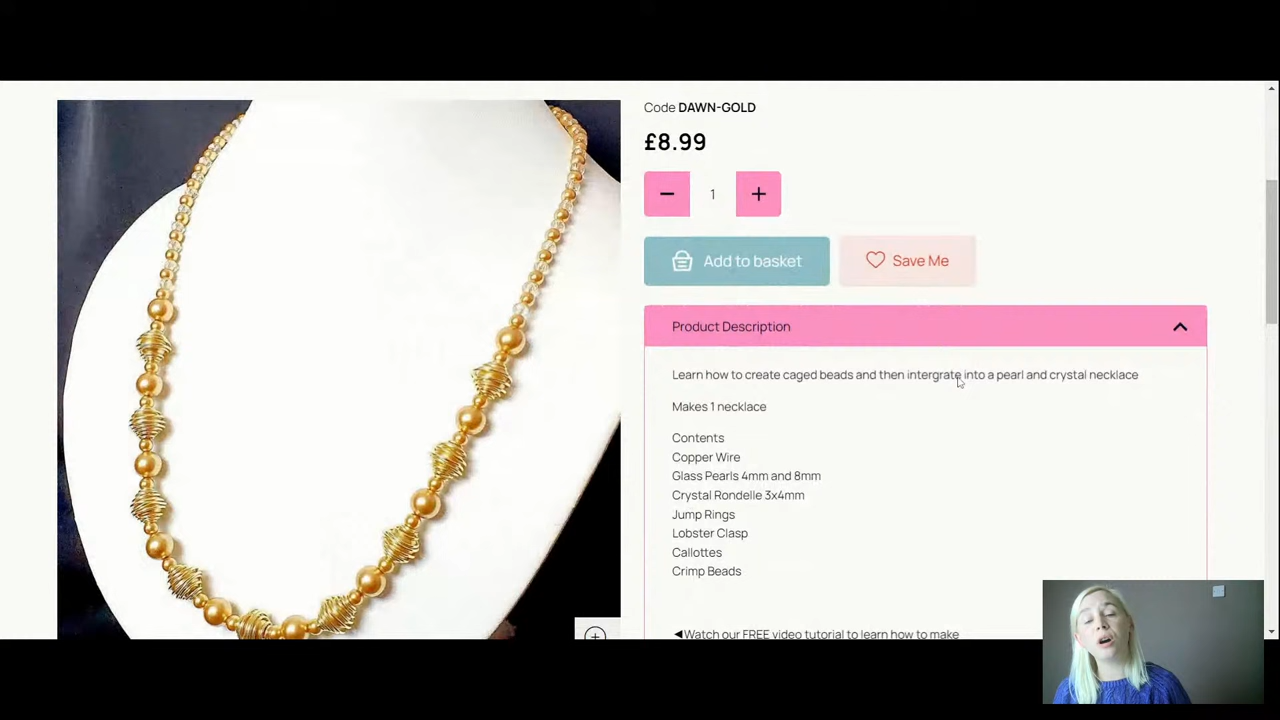 Code DAWN-GOLD
£8.99
1
Add to basket
Save Me
Product Description
Learn how to create caged beads and then intergrate into a pearl and crystal necklace
Makes 1 necklace
Contents
Copper Wire
Glass Pearls 4mm and 8mm
Crystal Rondelle 3x4mm
Jump Rings
Lobster Clasp
Callottes
Crimp Beads
Watch our FREE video tutorial to learn how to make